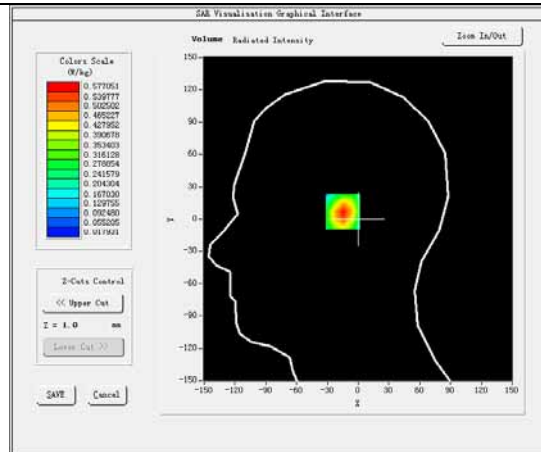 SAR Visualisation Graphical Interface
Volume Radiated Intensity
Zoom In/Out
Colors Scale
(W/kg)
0.577051
0.539777
0.502502
0.465227
0.427952
0.390678
0.353403
0.316128
0.278854
0.241579
0.204304
0.167030
0.129755
0.092480
0.055205
0.017931
150
120
90
60
30
0
-30
-60
-90
-120
-150
Y
-150 -120 -90 -60 -30 0 30 60 90 120 150
X
Z-Cuts Control
<< Upper Cut
Z = 1.0 mm
Lower Cut >>
SAVE Cancel